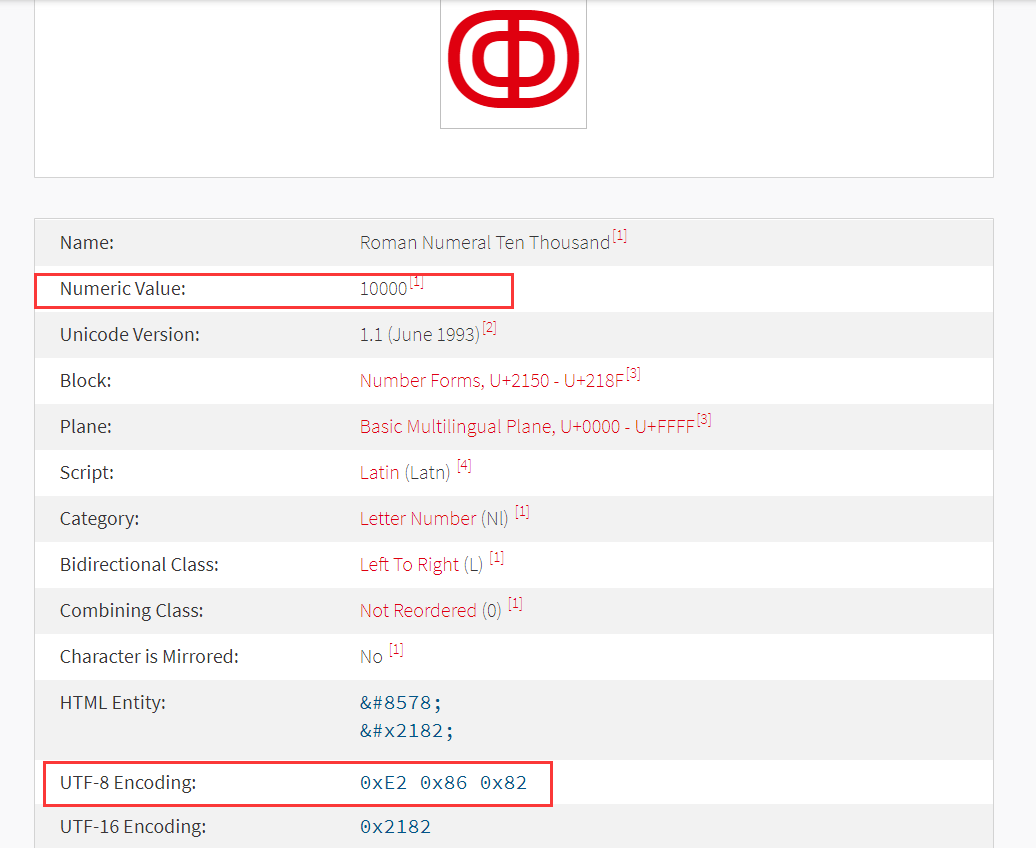 ↂ
Name: Roman Numeral Ten Thousand[1]
Numeric Value: 10000[1]
Unicode Version: 1.1 (June 1993)[2]
Block: Number Forms, U+2150 - U+218F[3]
Plane: Basic Multilingual Plane, U+0000 - U+FFFF[3]
Script: Latin (Latn) [4]
Category: Letter Number (Nl) [1]
Bidirectional Class: Left To Right (L) [1]
Combining Class: Not Reordered (0) [1]
Character is Mirrored: No [1]
HTML Entity: &#8578;
&#x2182;
UTF-8 Encoding: 0xE2 0x86 0x82
UTF-16 Encoding: 0x2182